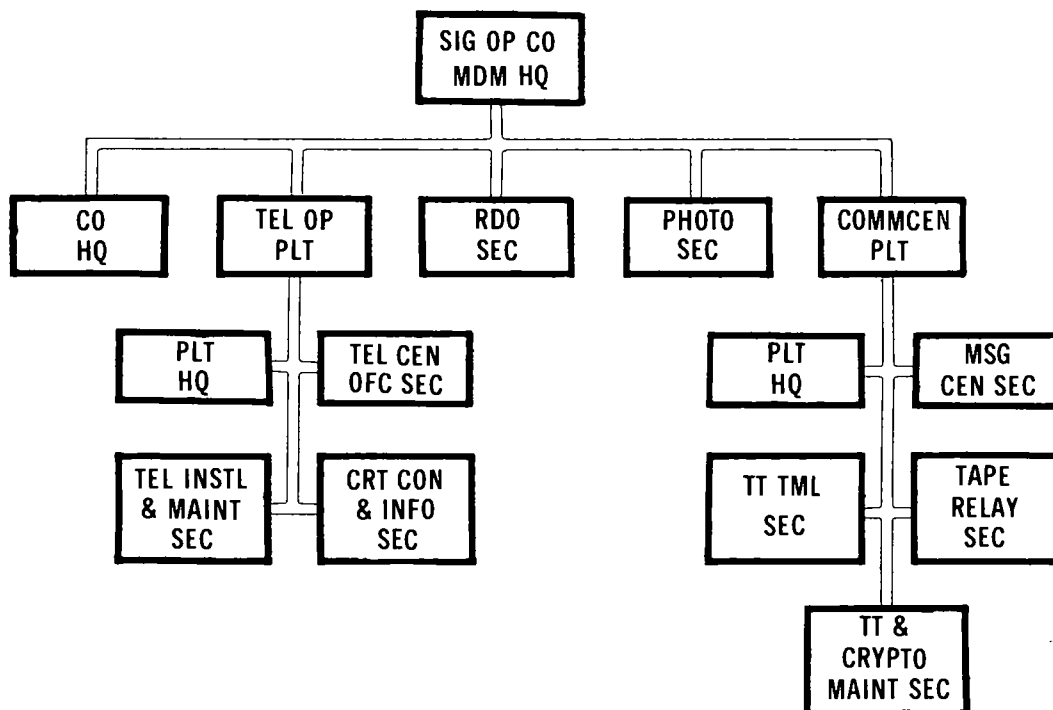 SIG OP CO
MDM HQ
CO
HQ
TEL OP
PLT
RDO
SEC
PHOTO
SEC
COMMCEN
PLT
PLT
HQ
TEL CEN
OFC SEC
PLT
HQ
MSG
CEN SEC
TEL INSTL
& MAINT
SEC
CRT CON
& INFO
SEC
TT TML
SEC
TAPE
RELAY
SEC
TT &
CRYPTO
MAINT SEC